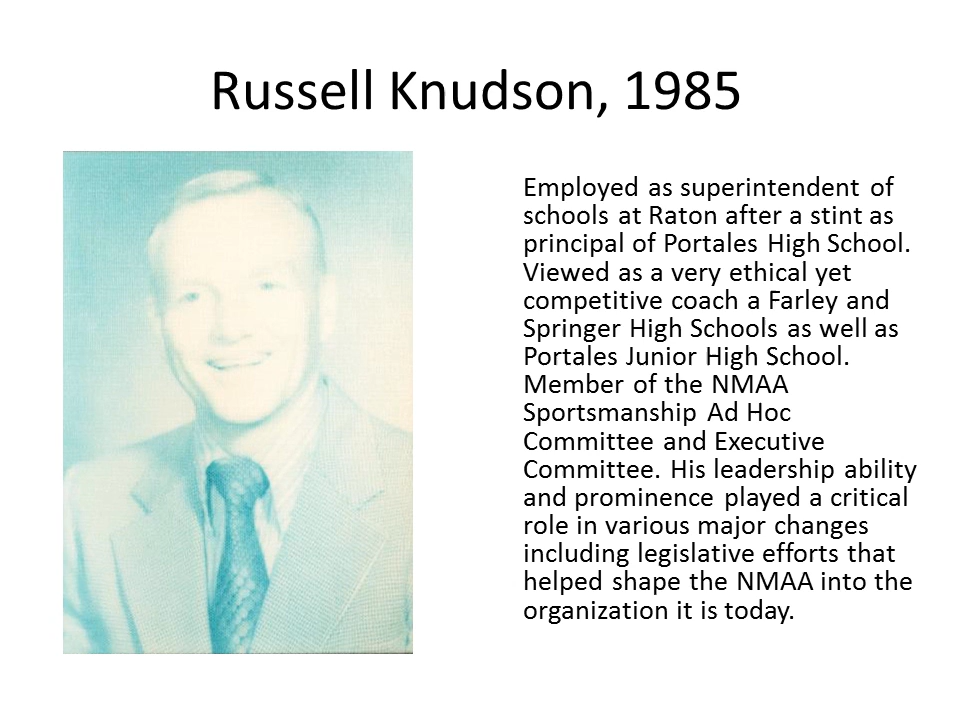 Russell Knudson, 1985
Employed as superintendent of
schools at Raton after a stint as
principal of Portales High School.
Viewed as a very ethical yet
competitive coach a Farley and
Springer High Schools as well as
Portales Junior High School.
Member of the NMAA
Sportsmanship Ad Hoc
Committee and Executive
Committee. His leadership ability
and prominence played a critical
role in various major changes
including legislative efforts that
helped shape the NMAA into the
organization it is today.